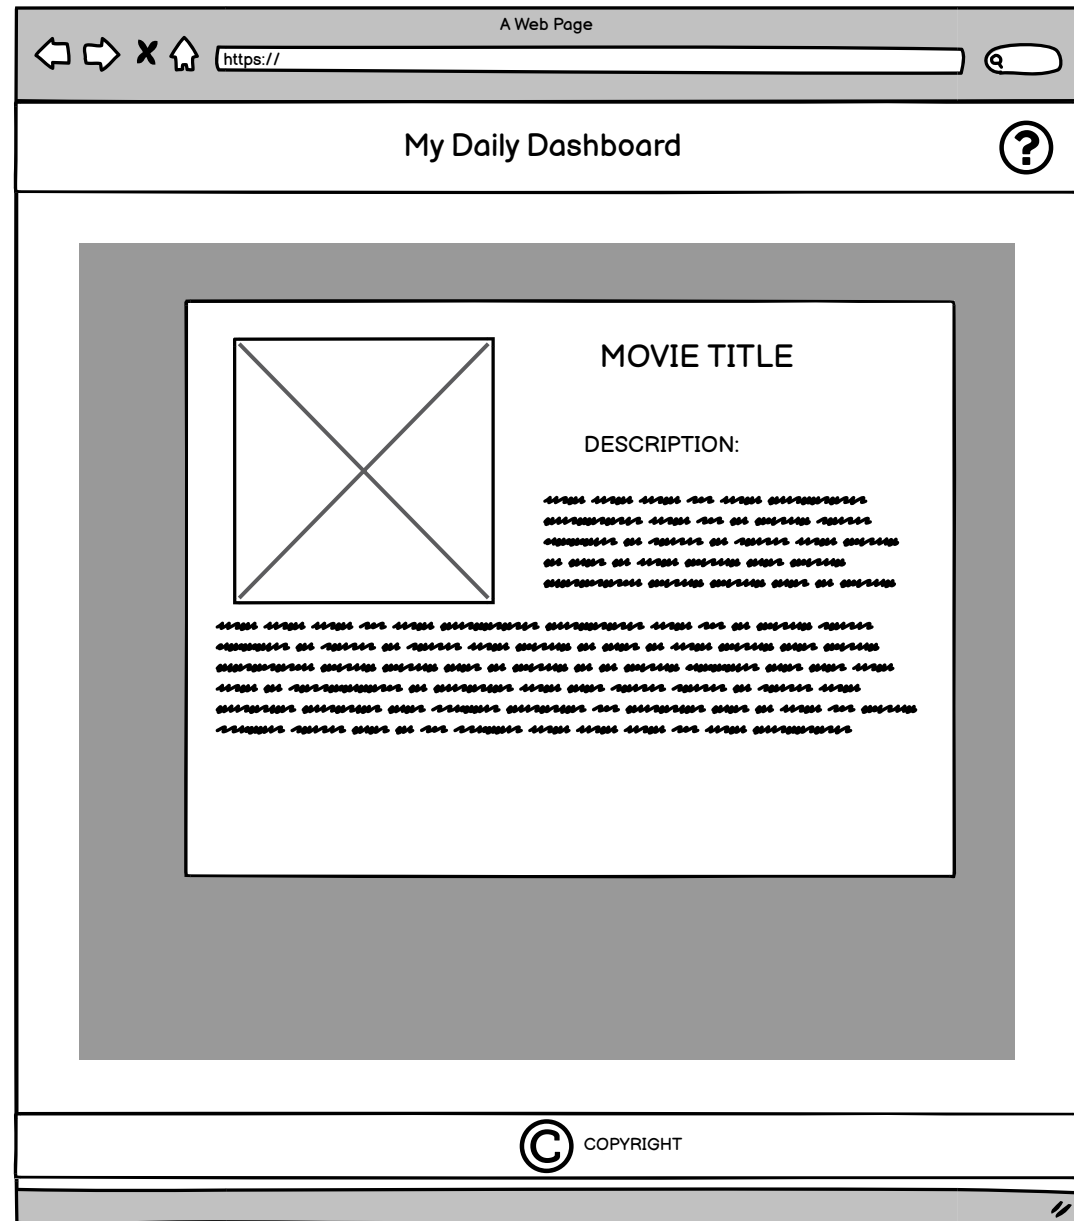 A Web Page
https://
My Daily Dashboard
?
MOVIE TITLE
DESCRIPTION:
© COPYRIGHT